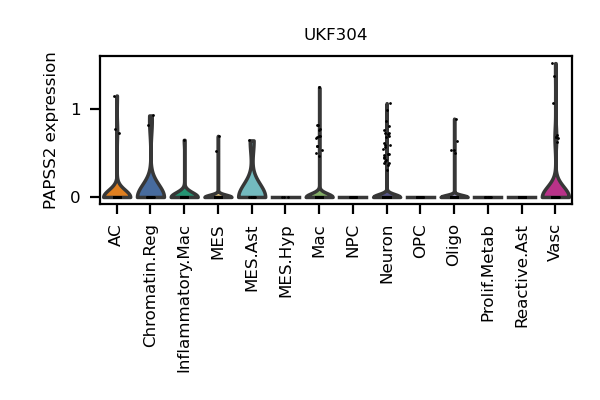 UKF304
PAPSS2 expression
1
0
AC
Chromatin.Reg
Inflammatory.Mac
MES
MES.Ast
MES.Hyp
Mac
NPC
Neuron
OPC
Oligo
Prolif.Metab
Reactive.Ast
Vasc